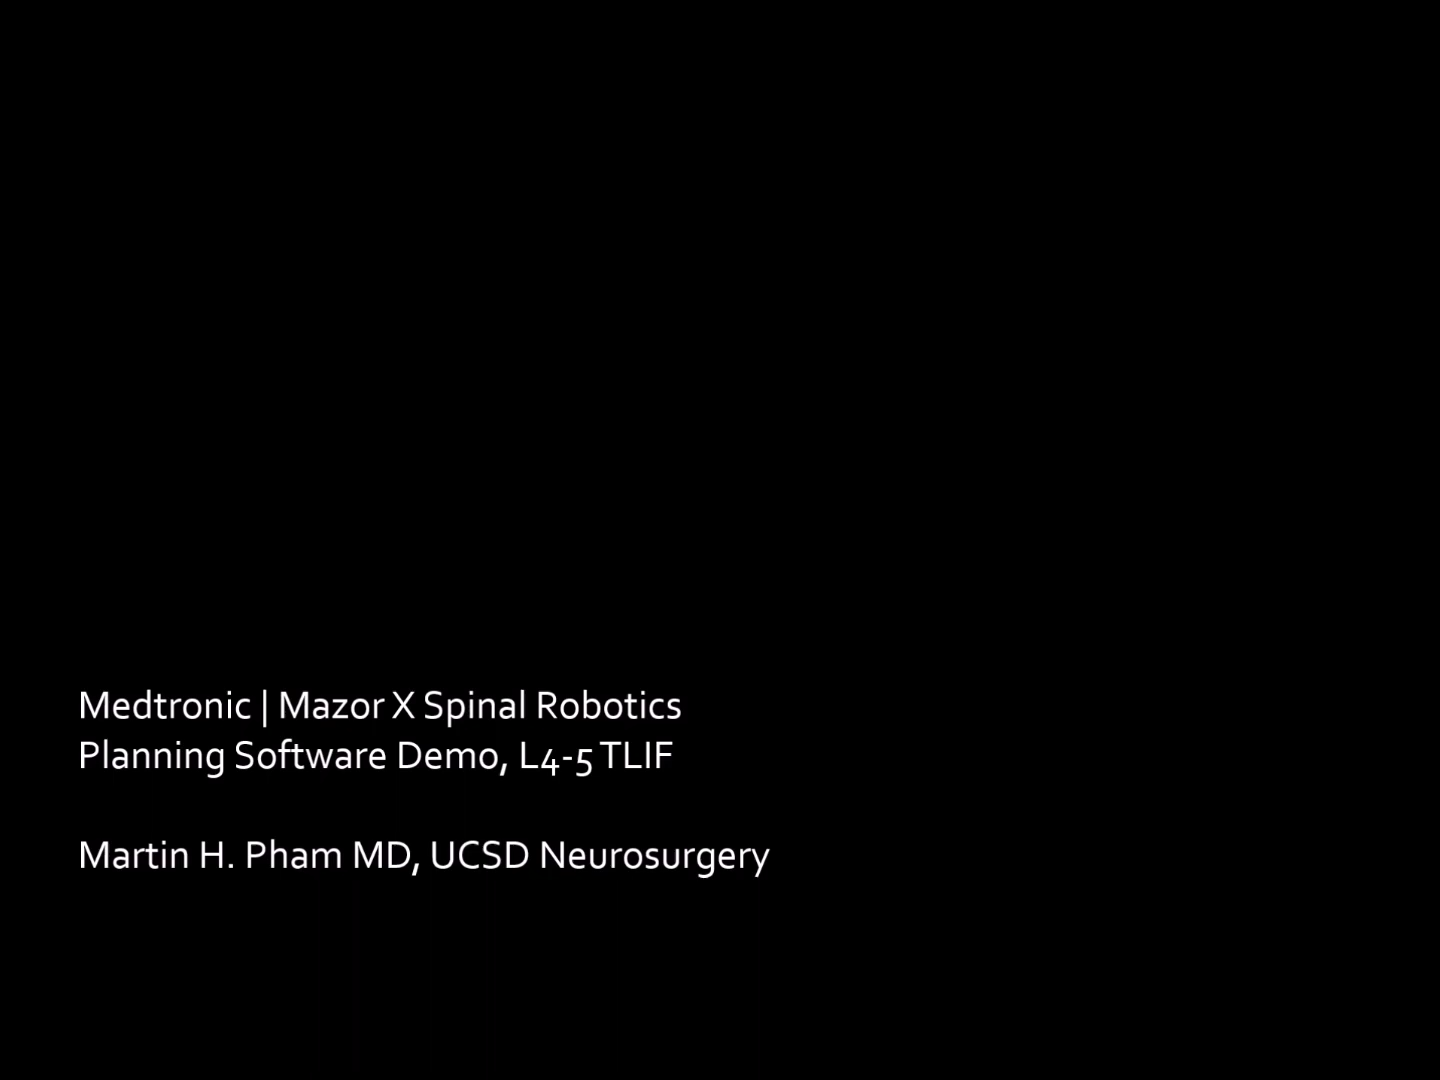 Medtronic | Mazor X Spinal Robotics
Planning Software Demo, L4-5 TLIF
Martin H. Pham MD, UCSD Neurosurgery